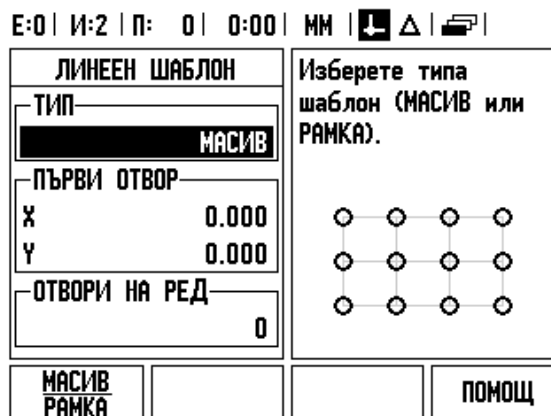 Е:0 | И:2 | П: 0 | 0:00 | ММ
ЛИНЕЕН ШАБЛОН
ТИП
МАСИВ
ПЪРВИ ОТВОР
X 0.000
Y 0.000
ОТВОРИ НА РЕД
0
Изберете типа
шаблон (МАСИВ или
РАМКА).
МАСИВ
РАМКА
ПОМОЩ